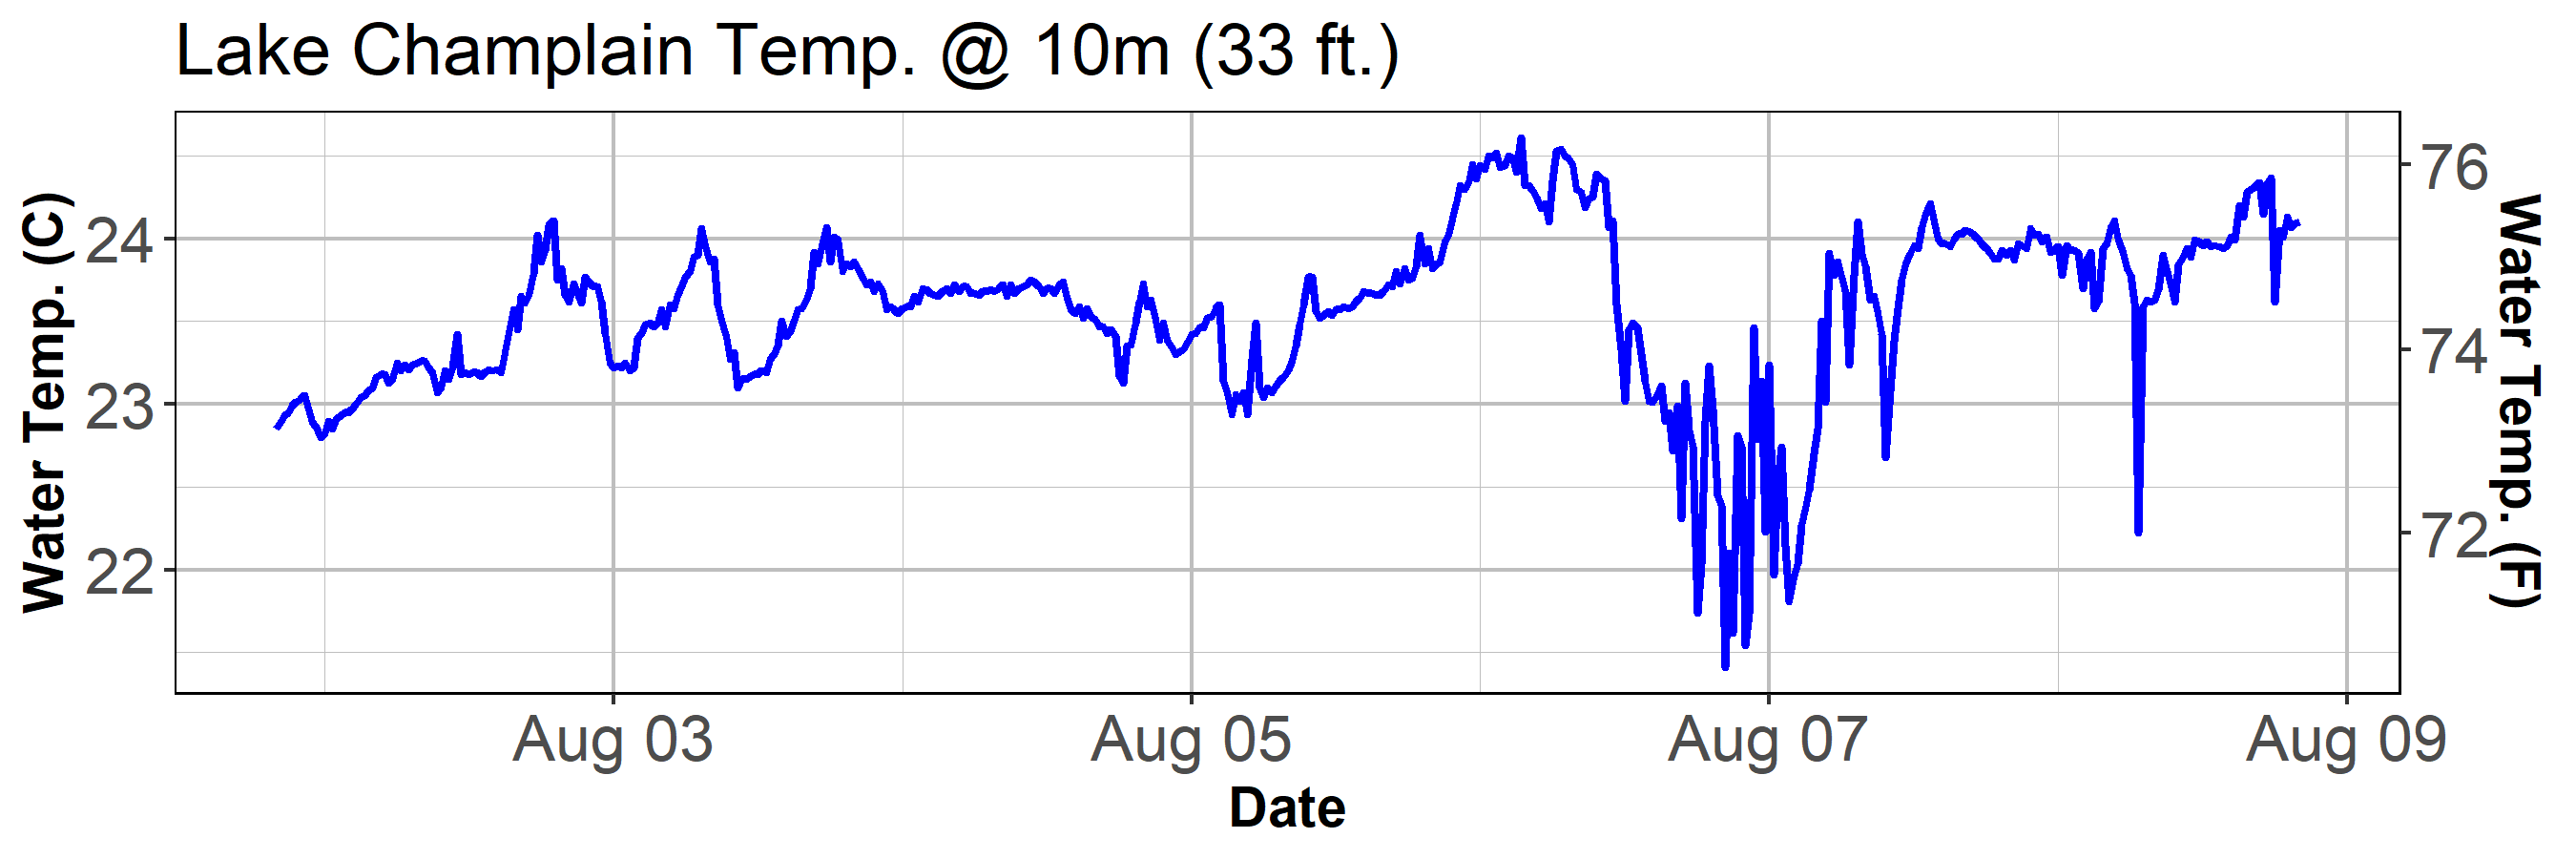 Lake Champlain Temp. @ 10m (33 ft.)
Water Temp. (C)
24
23
22
76
74
72
Water Temp. (F)
Aug 03 Aug 05 Aug 07 Aug 09
Date